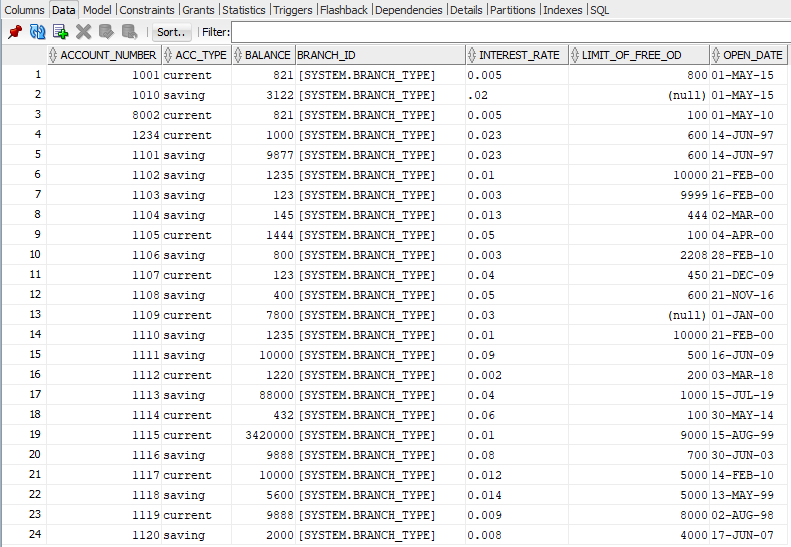 Columns Data Model Constraints Grants Statistics Triggers Flashback Dependencies Details Partitions Indexes SQL
Sort.. Filter:
ACCOUNT_NUMBER ACC_TYPE BALANCE BRANCH_ID INTEREST_RATE LIMIT_OF_FREE_OD OPEN_DATE
1 1001 current 821 [SYSTEM.BRANCH_TYPE] 0.005 800 01-MAY-15
2 1010 saving 3122 [SYSTEM.BRANCH_TYPE] .02 (null) 01-MAY-15
3 8002 current 821 [SYSTEM.BRANCH_TYPE] 0.005 100 01-MAY-10
4 1234 current 1000 [SYSTEM.BRANCH_TYPE] 0.023 600 14-JUN-97
5 1101 saving 9877 [SYSTEM.BRANCH_TYPE] 0.023 600 14-JUN-97
6 1102 saving 1235 [SYSTEM.BRANCH_TYPE] 0.01 10000 21-FEB-00
7 1103 saving 123 [SYSTEM.BRANCH_TYPE] 0.003 9999 16-FEB-00
8 1104 saving 145 [SYSTEM.BRANCH_TYPE] 0.013 444 02-MAR-00
9 1105 current 1444 [SYSTEM.BRANCH_TYPE] 0.05 100 04-APR-00
10 1106 saving 800 [SYSTEM.BRANCH_TYPE] 0.003 2208 28-FEB-10
11 1107 current 123 [SYSTEM.BRANCH_TYPE] 0.04 450 21-DEC-09
12 1108 saving 400 [SYSTEM.BRANCH_TYPE] 0.05 600 21-NOV-16
13 1109 current 7800 [SYSTEM.BRANCH_TYPE] 0.03 (null) 01-JAN-00
14 1110 saving 1235 [SYSTEM.BRANCH_TYPE] 0.01 10000 21-FEB-00
15 1111 saving 10000 [SYSTEM.BRANCH_TYPE] 0.09 500 16-JUN-09
16 1112 current 1220 [SYSTEM.BRANCH_TYPE] 0.002 200 03-MAR-18
17 1113 saving 88000 [SYSTEM.BRANCH_TYPE] 0.04 1000 15-JUL-19
18 1114 current 432 [SYSTEM.BRANCH_TYPE] 0.06 100 30-MAY-14
19 1115 current 3420000 [SYSTEM.BRANCH_TYPE] 0.01 9000 15-AUG-99
20 1116 saving 9888 [SYSTEM.BRANCH_TYPE] 0.08 700 30-JUN-03
21 1117 current 10000 [SYSTEM.BRANCH_TYPE] 0.012 5000 14-FEB-10
22 1118 saving 5600 [SYSTEM.BRANCH_TYPE] 0.014 5000 13-MAY-99
23 1119 current 9888 [SYSTEM.BRANCH_TYPE] 0.009 8000 02-AUG-98
24 1120 saving 2000 [SYSTEM.BRANCH_TYPE] 0.008 4000 17-JUN-07